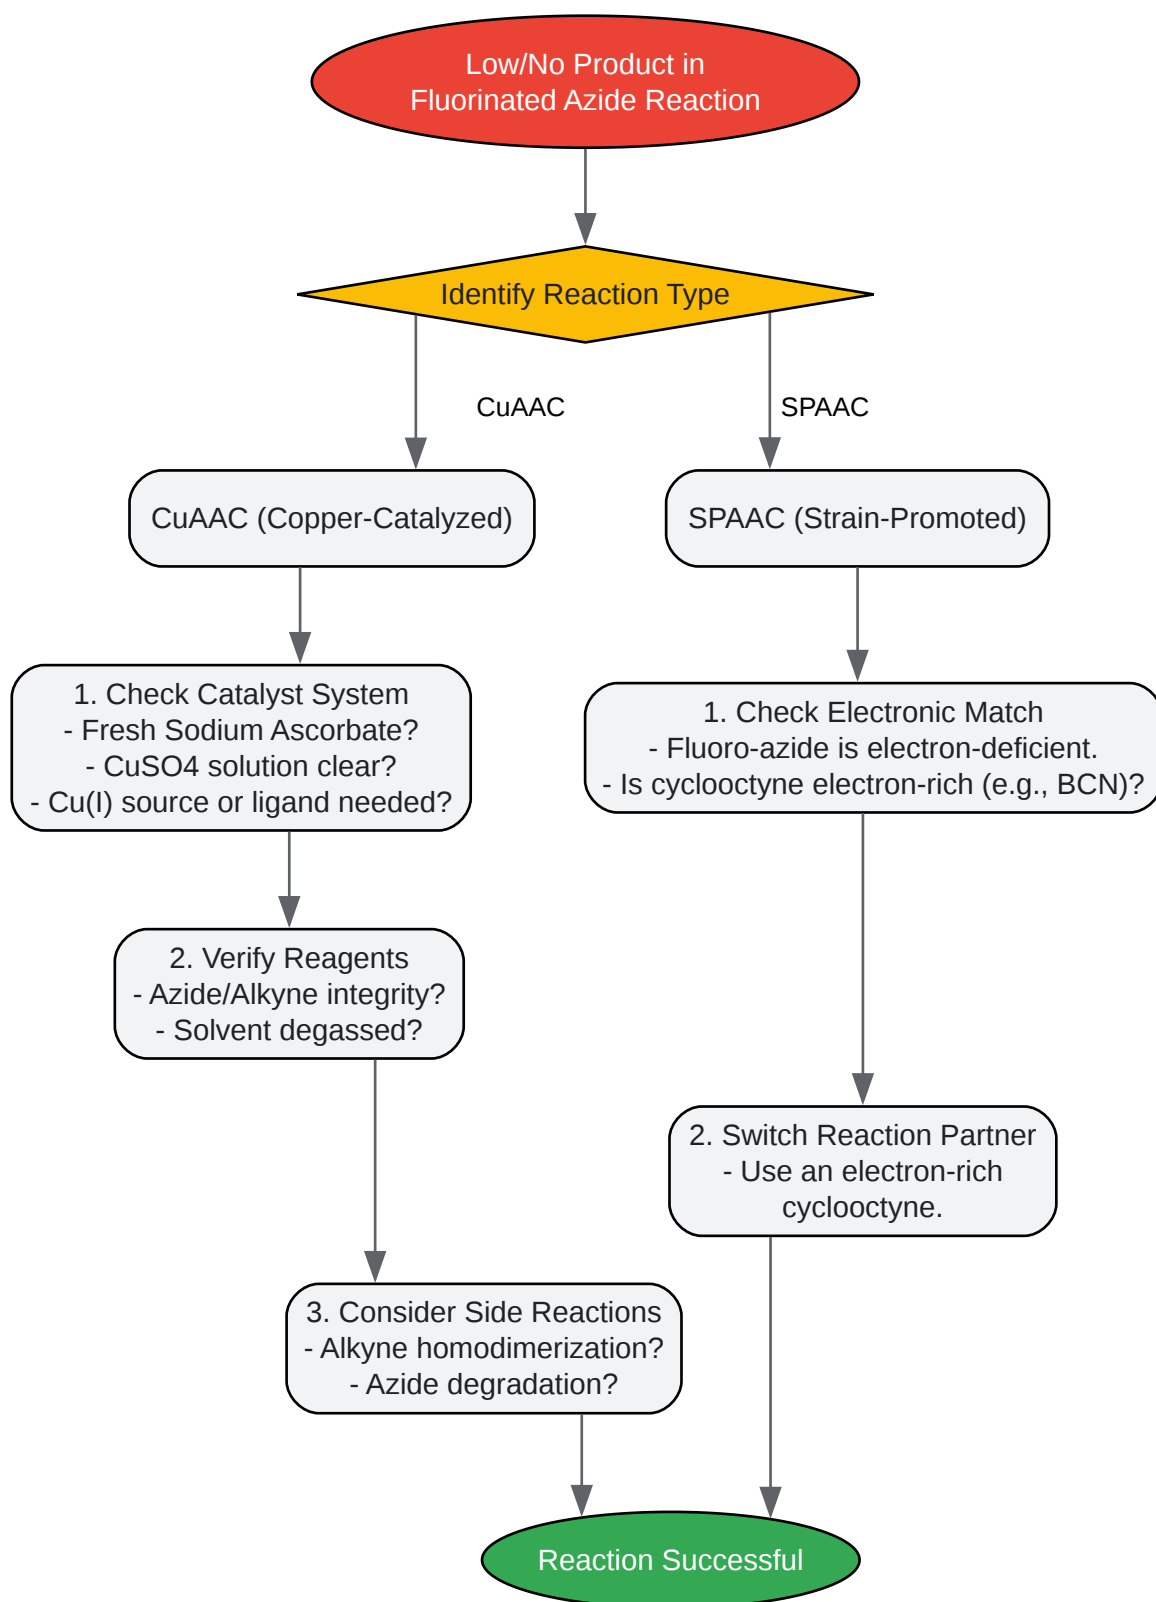 Low/No Product in
Fluorinated Azide Reaction
Identify Reaction Type
CuAAC
SPAAC
CuAAC (Copper-Catalyzed)
SPAAC (Strain-Promoted)
1. Check Catalyst System
- Fresh Sodium Ascorbate?
- CuSO4 solution clear?
- Cu(I) source or ligand needed?
1. Check Electronic Match
- Fluoro-azide is electron-deficient.
- Is cyclooctyne electron-rich (e.g., BCN)?
2. Verify Reagents
- Azide/Alkyne integrity?
- Solvent degassed?
2. Switch Reaction Partner
- Use an electron-rich
cyclooctyne.
3. Consider Side Reactions
- Alkyne homodimerization?
- Azide degradation?
Reaction Successful